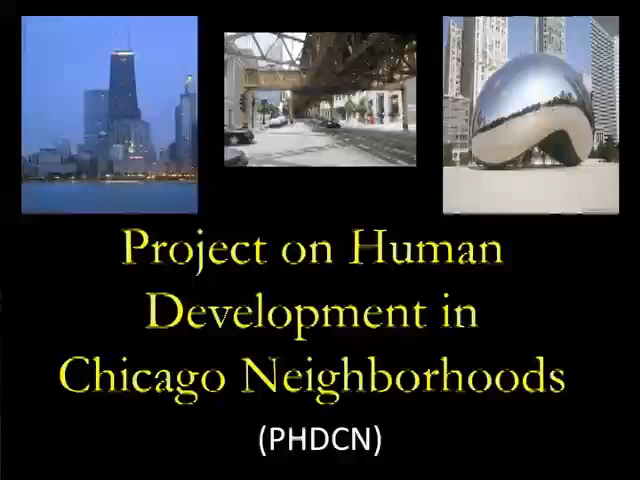 Project on Human
Development in
Chicago Neighborhoods
(PHDCN)